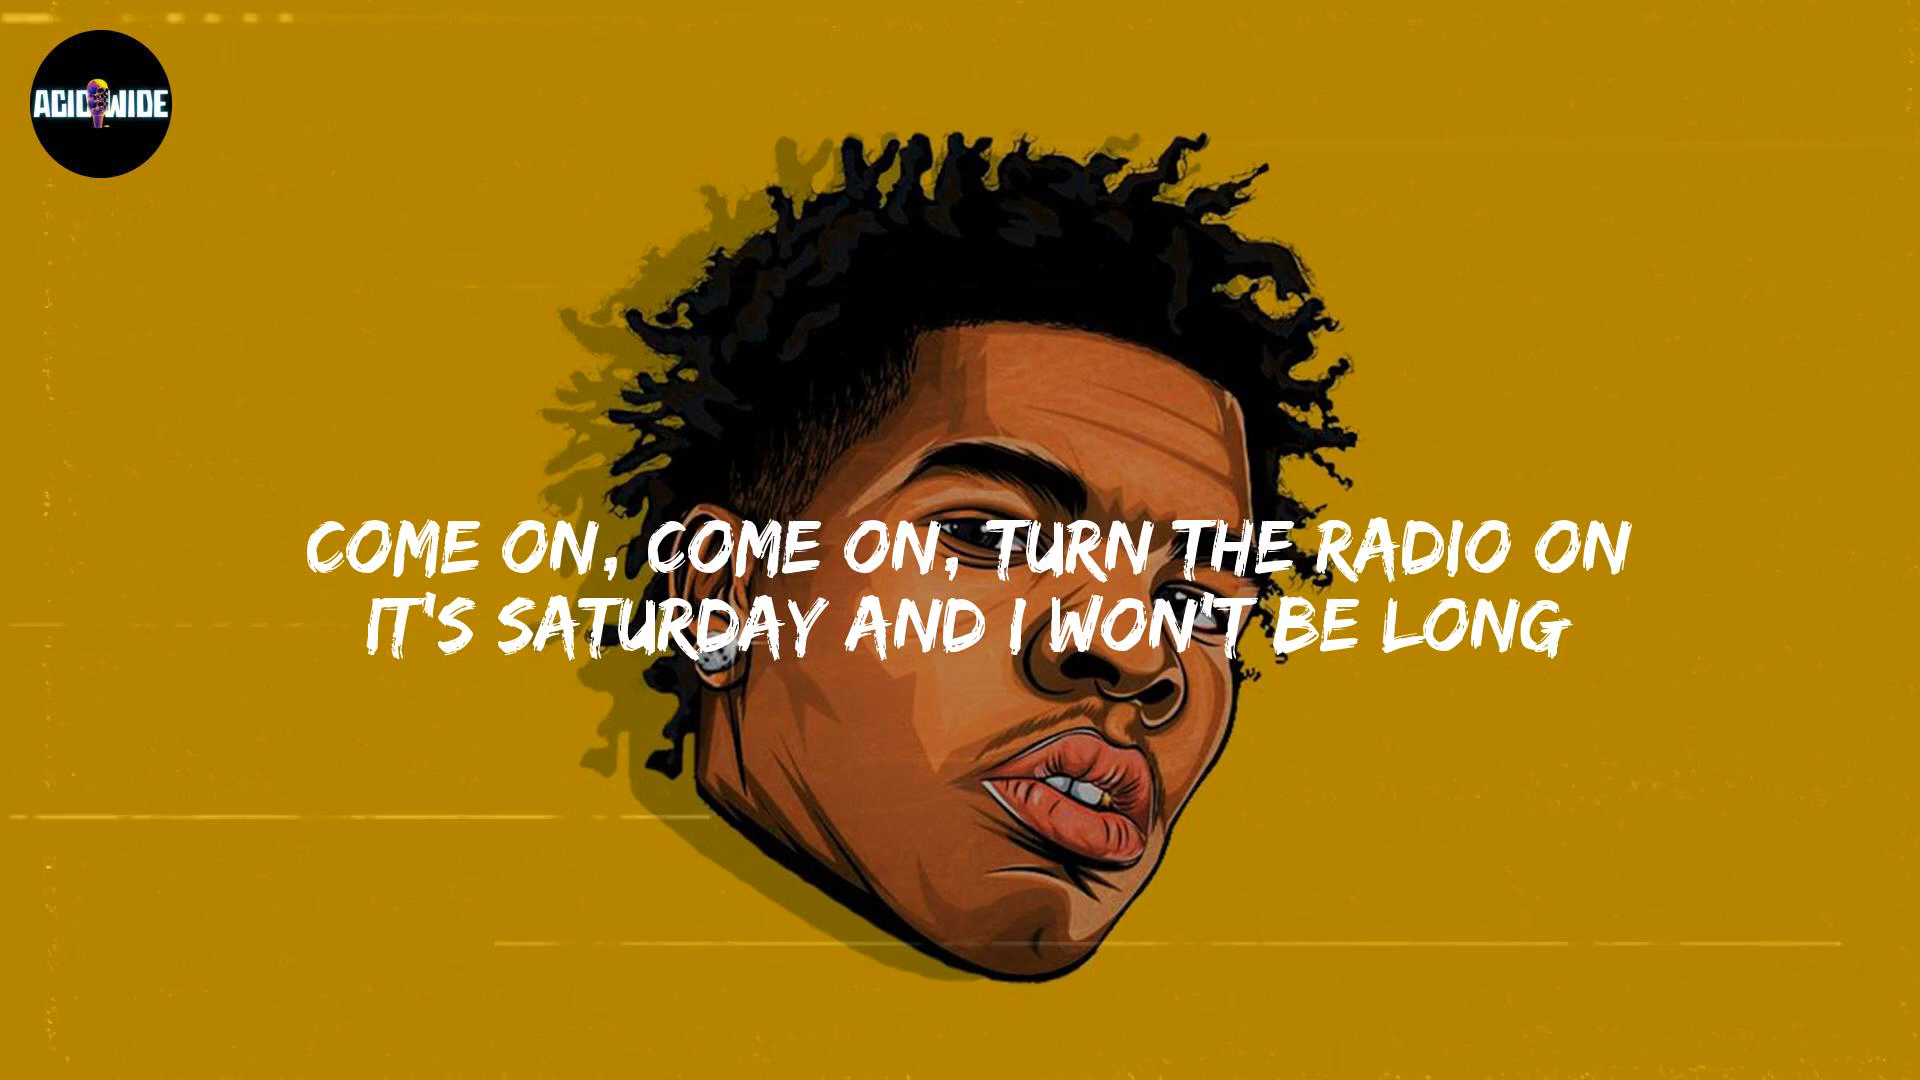 ACIDWIDE
COME ON, COME ON, TURN THE RADIO ON
IT'S SATURDAY AND I WON'T BE LONG